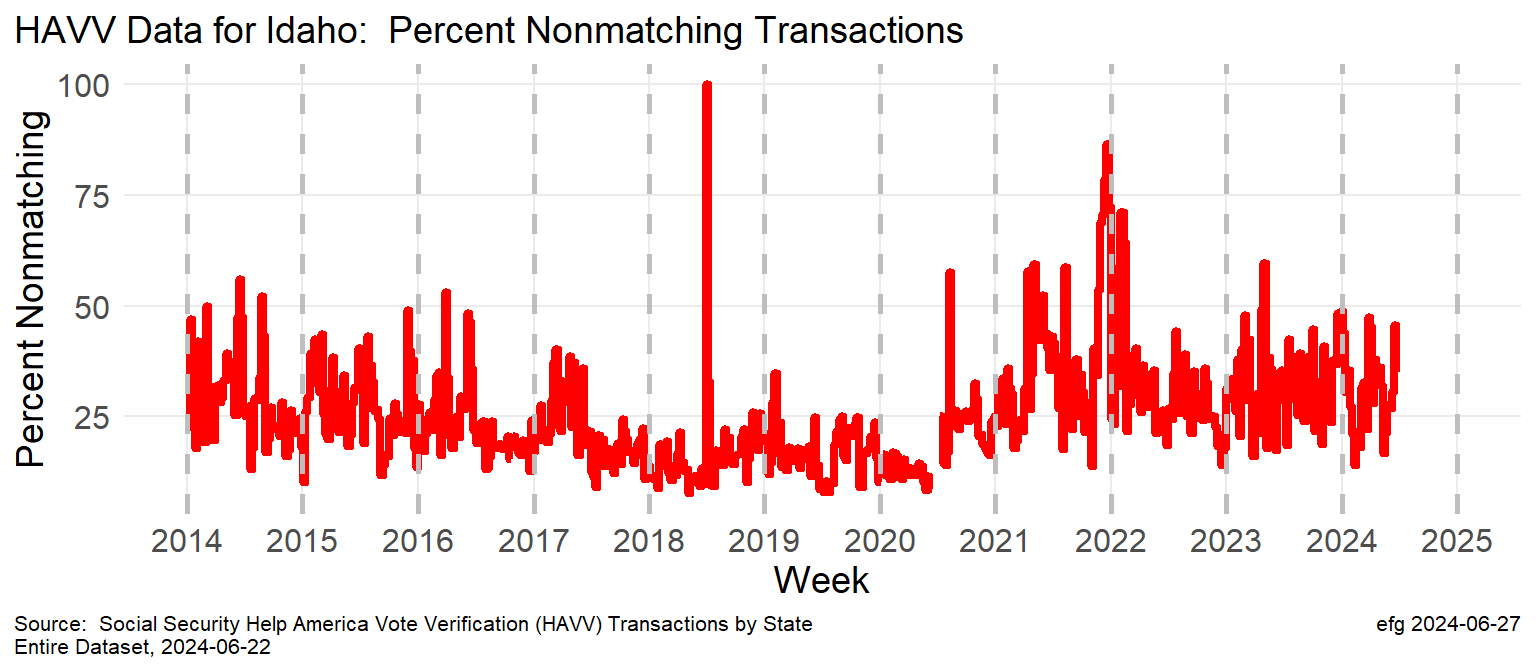 HAVV Data for Idaho:  Percent Nonmatching Transactions
Percent Nonmatching
100
75
50
25
2014 2015 2016 2017 2018 2019 2020 2021 2022 2023 2024 2025
Week
Source:  Social Security Help America Vote Verification (HAVV) Transactions by State
Entire Dataset, 2024-06-22
efg 2024-06-27